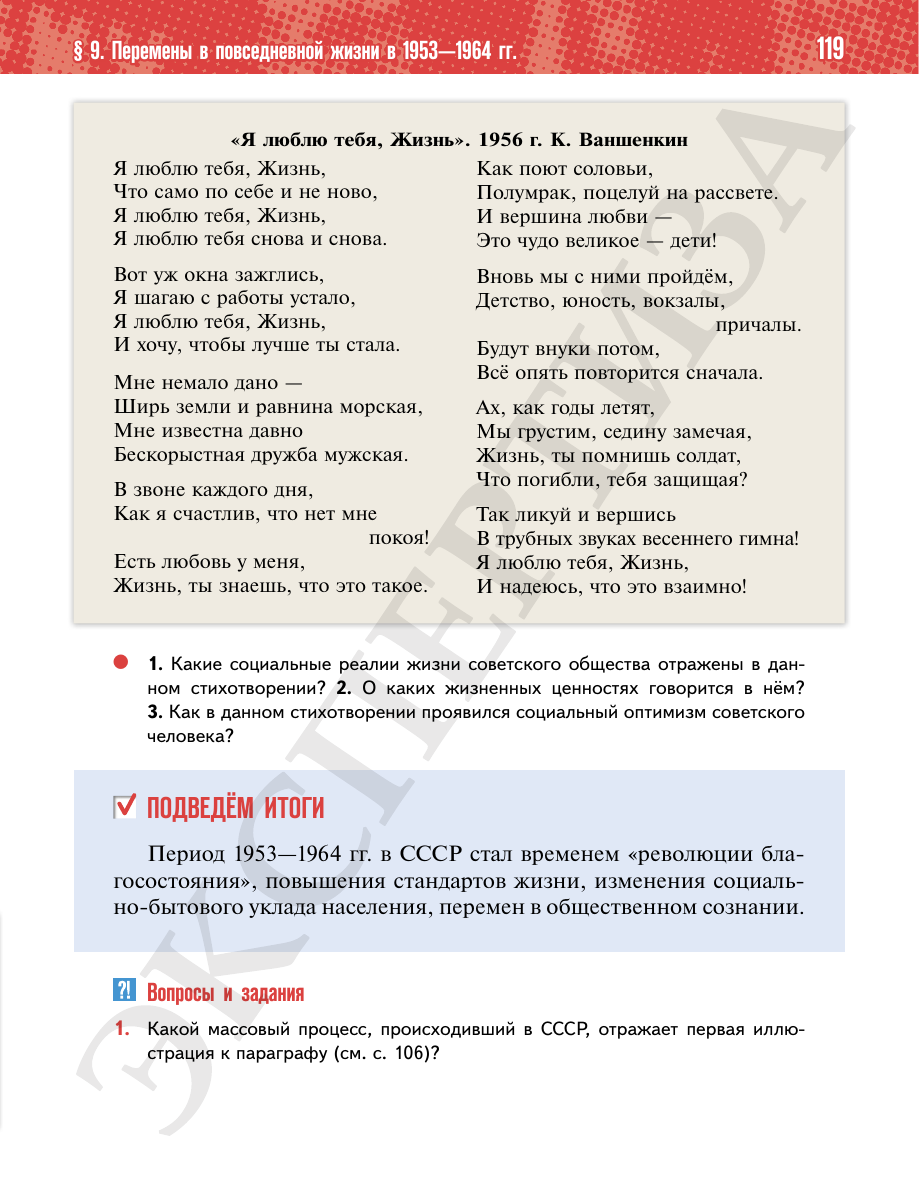 § 9. Перемены в повседневной жизни в 1953—1964 гг.
119
«Я люблю тебя, Жизнь». 1956 г. К. Ваншенкин
Я люблю тебя, Жизнь,
Что само по себе и не ново,
Я люблю тебя, Жизнь,
Я люблю тебя снова и снова.
Вот уж окна зажглись,
Я шагаю с работы устало,
Я люблю тебя, Жизнь,
И хочу, чтобы лучше ты стала.
Мне немало дано —
Ширь земли и равнина морская,
Мне известна давно
Бескорыстная дружба мужская.
В звоне каждого дня,
Как я счастлив, что нет мне
покоя!
Есть любовь у меня,
Жизнь, ты знаешь, что это такое.
Как поют соловьи,
Полумрак, поцелуй на рассвете.
И вершина любви —
Это чудо великое — дети!
Вновь мы с ними пройдём,
Детство, юность, вокзалы,
причалы.
Будут внуки потом,
Всё опять повторится сначала.
Ах, как годы летят,
Мы грустим, седину замечая,
Жизнь, ты помнишь солдат,
Что погибли, тебя защищая?
Так ликуй и вершись
В трубных звуках весеннего гимна!
Я люблю тебя, Жизнь,
И надеюсь, что это взаимно!
1. Какие социальные реалии жизни советского общества отражены в дан-
ном стихотворении? 2. О каких жизненных ценностях говорится в нём?
3. Как в данном стихотворении проявился социальный оптимизм советского
человека?
ПОДВЕДЁМ ИТОГИ
Период 1953—1964 гг. в СССР стал временем «революции бла-
госостояния», повышения стандартов жизни, изменения социаль-
но-бытового уклада населения, перемен в общественном сознании.
?! Вопросы и задания
1. Какой массовый процесс, происходивший в СССР, отражает первая иллю-
страция к параграфу (см. с. 106)?
ЭКСПЕРТИЗА